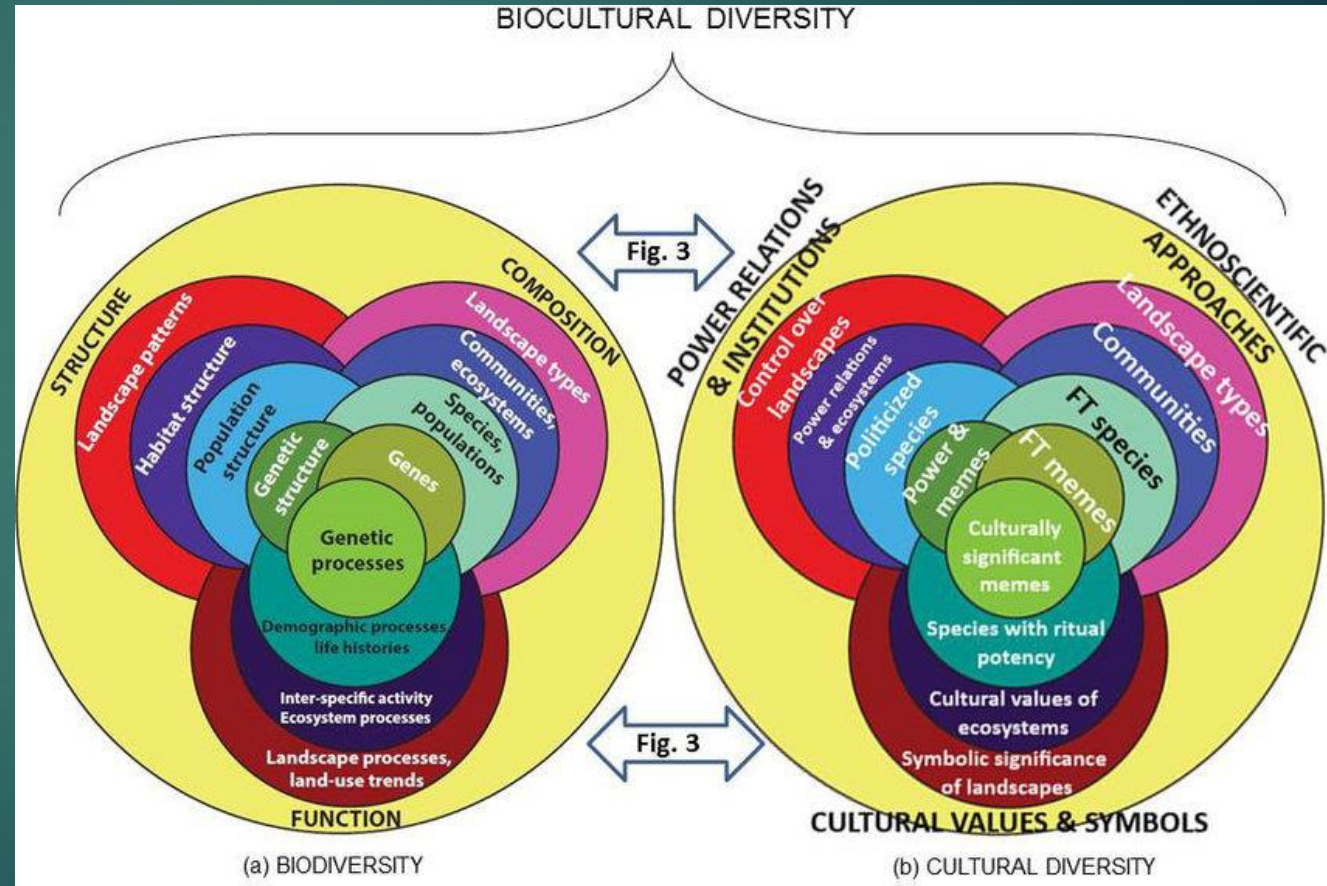 BIOCULTURAL DIVERSITY
STRUCTURE
COMPOSITION
Landscape patterns
Habitat structure
Population
structure
Genetic
structure
Landscape types
Communities,
ecosystems
Species,
populations
Genes
Genetic
processes
Demographic processes,
life histories
Inter-specific activity
Ecosystem processes
Landscape processes,
land-use trends
FUNCTION
(a) BIODIVERSITY
Fig. 3
Fig. 3
POWER RELATIONS
& INSTITUTIONS
ETHNOSCIENTIFIC
APPROACHES
Control over
landscapes
Power relations
& ecosystems
Politicized
species
Power &
memes
Landscape types
Communities
FT species
FT memes
Culturally
significant
memes
Species with ritual
potency
Cultural values of
ecosystems
Symbolic significance
of landscapes
CULTURAL VALUES & SYMBOLS
(b) CULTURAL DIVERSITY